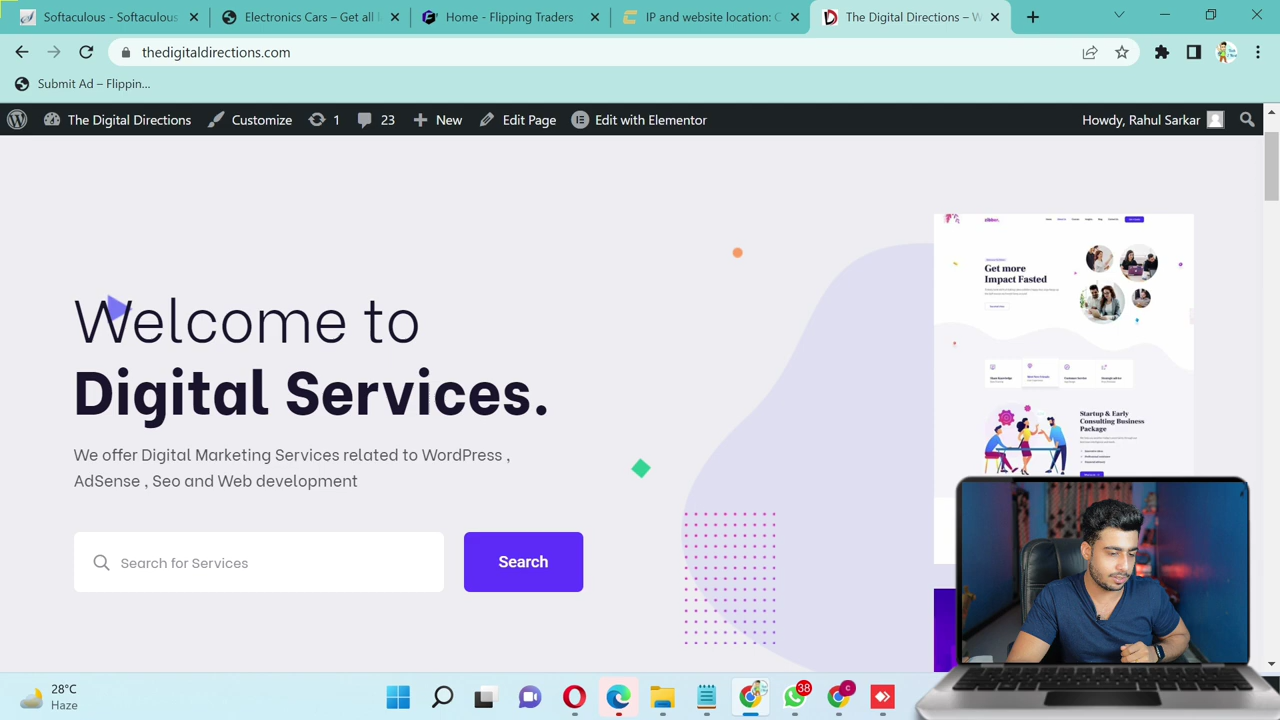 Softaculous - Softaculous
Electronics Cars – Get all
Home - Flipping Traders
IP and website location: C
The Digital Directions – W
thedigitaldirections.com
Submit Ad – Flippin...
The Digital Directions
Customize
1
23
New
Edit Page
Edit with Elementor
Howdy, Rahul Sarkar
Welcome to
Digital Services.
We offer Digital Marketing Services related to WordPress ,
AdSense , Seo and Web development
Search for Services
Search
Get more
Impact Fasted
Startup & Early
Consulting Business
Package
28°C
Haze
38
C